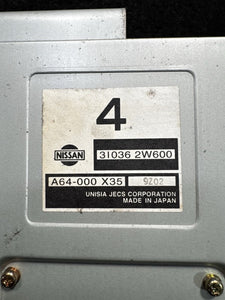 4
NISSAN
31036 2W600
A64-000 X35
9Z02
UNISIA JECS CORPORATION
MADE IN JAPAN